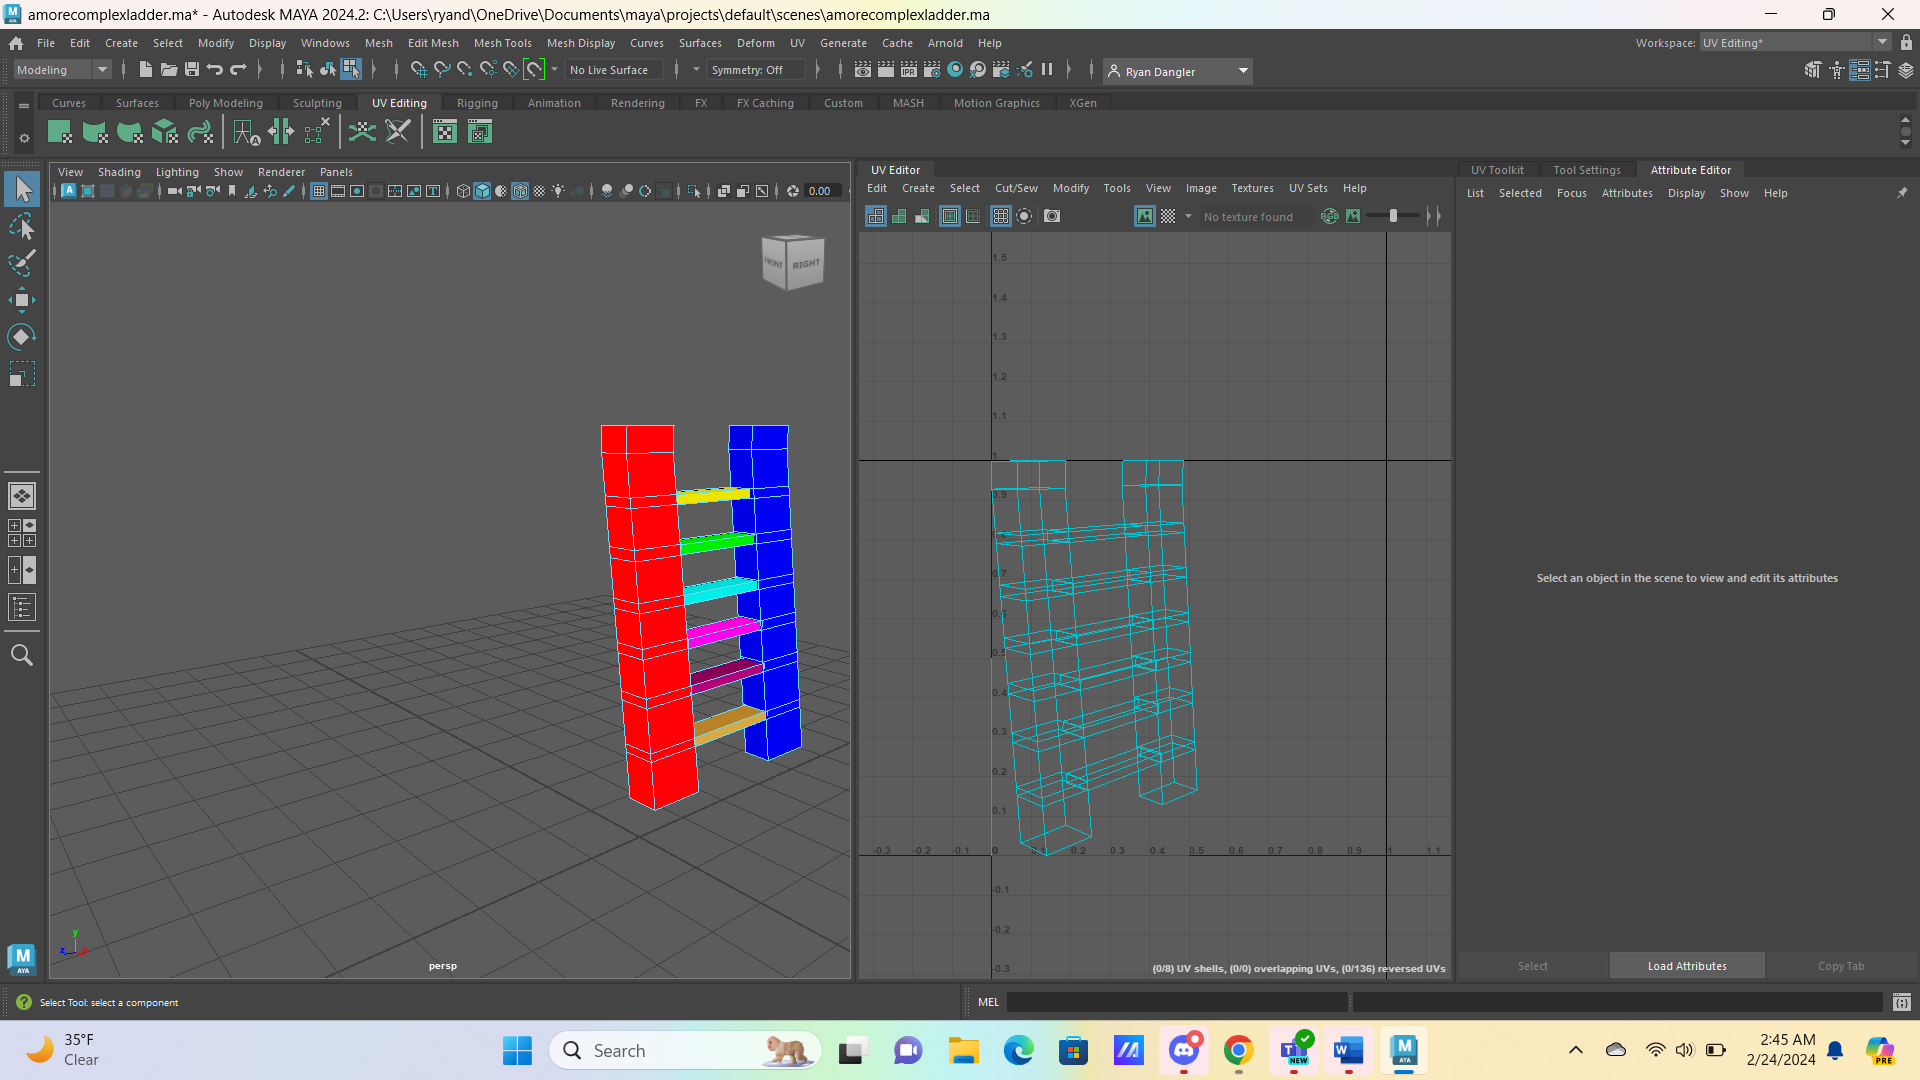 amorecomplexladder.ma* - Autodesk MAYA 2024.2: C:\Users\ryand\OneDrive\Documents\maya\projects\default\scenes\amorecomplexladder.ma
File Edit Create Select Modify Display Windows Mesh Edit Mesh Mesh Tools Mesh Display Curves Surfaces Deform UV Generate Cache Arnold Help
Workspace: UV Editing*
Modeling No Live Surface Symmetry: Off Ryan Dangler
Curves Surfaces Poly Modeling Sculpting UV Editing Rigging Animation Rendering FX FX Caching Custom MASH Motion Graphics XGen
View Shading Lighting Show Renderer Panels
0.00
FRONT RIGHT
persp
y
z
x
UV Editor
Edit Create Select Cut/Sew Modify Tools View Image Textures UV Sets Help
No texture found
1.5
1.4
1.3
1.2
1.1
1
0.9
0.8
0.7
0.6
0.5
0.4
0.3
0.2
0.1
-0.3 -0.2 -0.1 0 0.1 0.2 0.3 0.4 0.5 0.6 0.7 0.8 0.9 1 1.1
-0.1
-0.2
-0.3
(0/8) UV shells, (0/0) overlapping UVs, (0/136) reversed UVs
UV Toolkit Tool Settings Attribute Editor
List Selected Focus Attributes Display Show Help
Select an object in the scene to view and edit its attributes
Select Load Attributes Copy Tab
Select Tool: select a component
MEL
35°F
Clear
Search
NEW
2:45 AM
2/24/2024
PRE